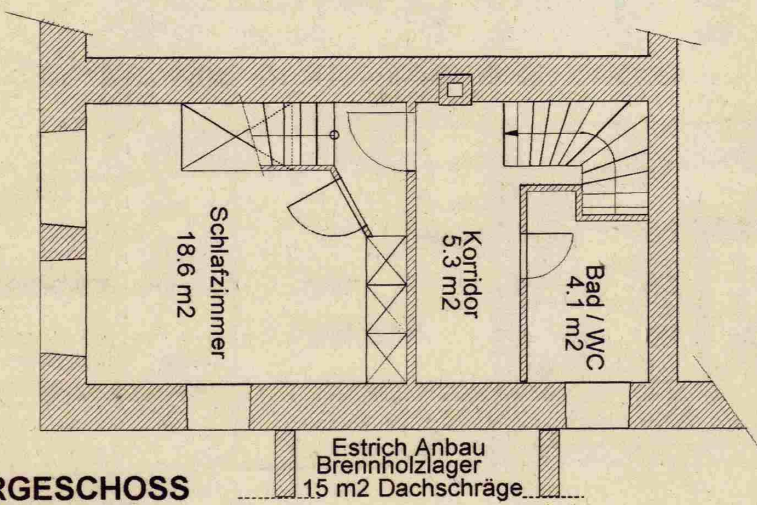 Schlafzimmer
18.6 m2
Korridor
5.3 m2
Bad / WC
4.1 m2
Estrich Anbau
Brennholzlager
15 m2 Dachschräge
RGESCHOSS